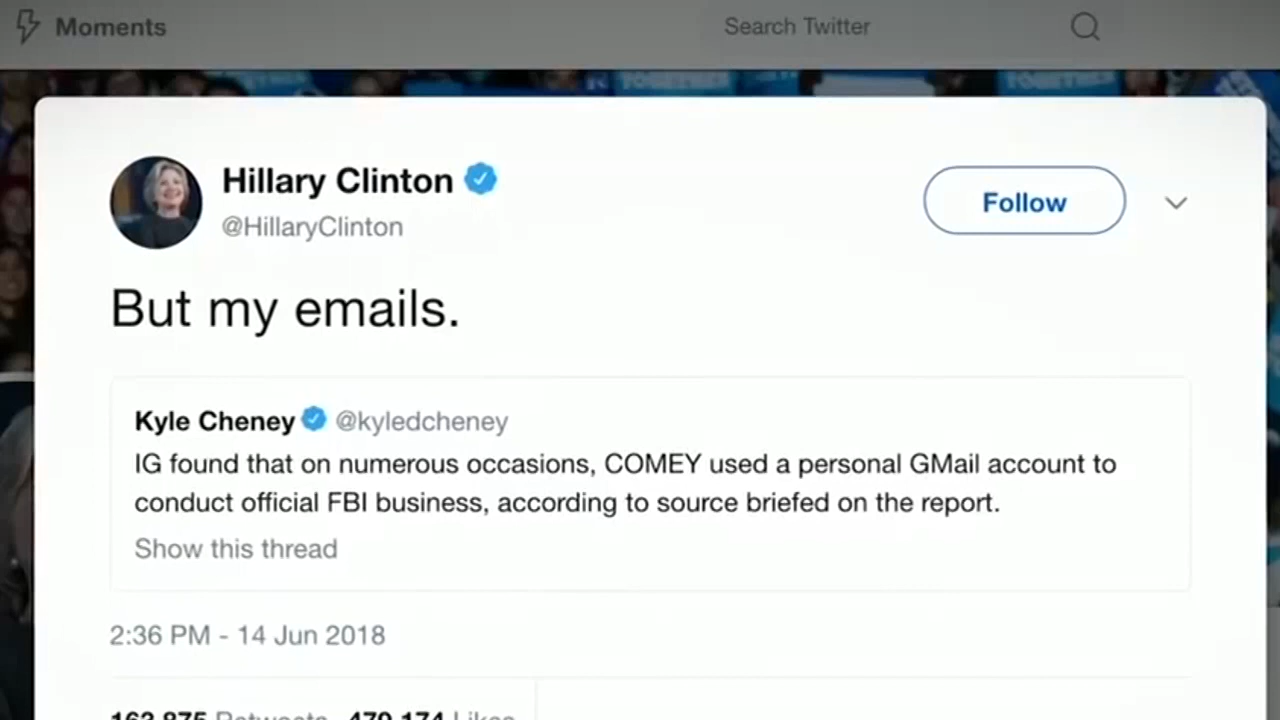 Moments
Search Twitter
TOGETHER
TOGETHER
Hillary Clinton
@HillaryClinton
Follow
But my emails.
Kyle Cheney @kyledcheney
IG found that on numerous occasions, COMEY used a personal GMail account to
conduct official FBI business, according to source briefed on the report.
Show this thread
2:36 PM - 14 Jun 2018
163,875 Retweets 479,174 Likes